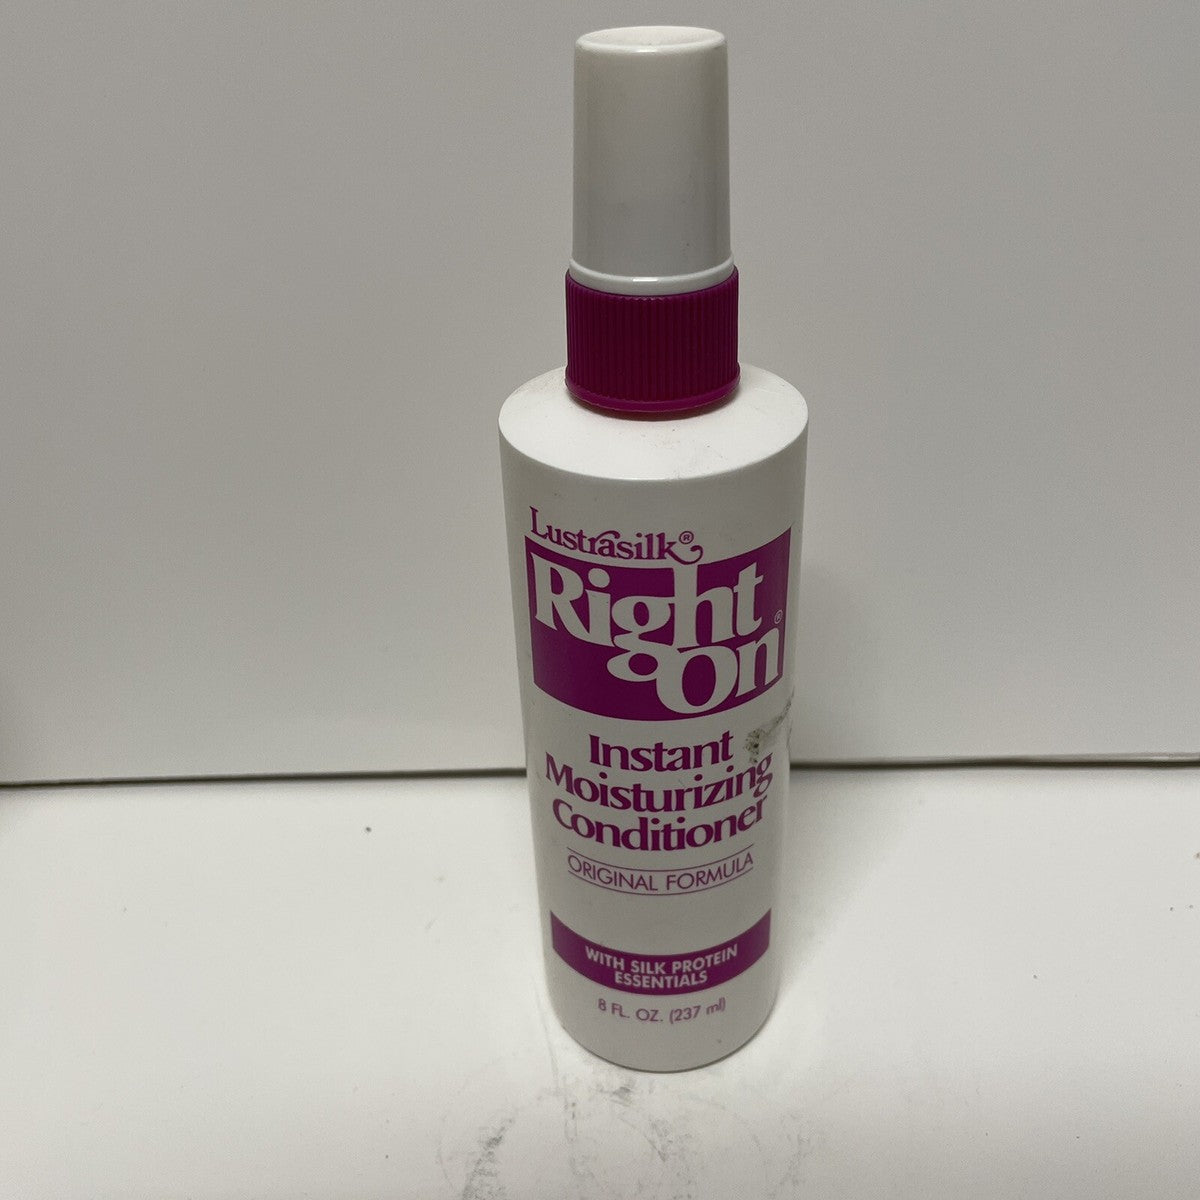 Lustrasilk®
Right
On®
Instant
Moisturizing
Conditioner
ORIGINAL FORMULA
WITH SILK PROTEIN
ESSENTIALS
8 FL. OZ. (237 ml)